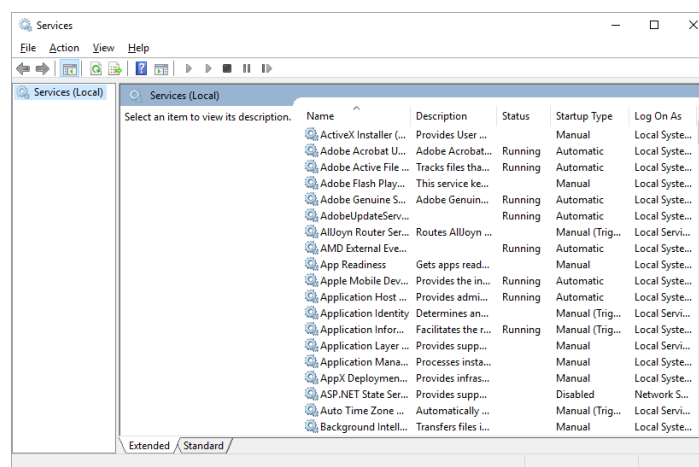 Services
File Action View Help
Services (Local)
Services (Local)
Select an item to view its description.
Name Description Status Startup Type Log On As
ActiveX Installer (... Provides User ... Manual Local Syste...
Adobe Acrobat U... Adobe Acrobat... Running Automatic Local Syste...
Adobe Active File ... Tracks files tha... Running Automatic Local Syste...
Adobe Flash Play... This service ke... Manual Local Syste...
Adobe Genuine S... Adobe Genuin... Running Automatic Local Syste...
AdobeUpdateServ... Running Automatic Local Syste...
AllJoyn Router Ser... Routes AllJoyn ... Manual (Trig... Local Servi...
AMD External Eve... Running Automatic Local Syste...
App Readiness Gets apps read... Manual Local Syste...
Apple Mobile Dev... Provides the in... Running Automatic Local Syste...
Application Host ... Provides admi... Running Automatic Local Syste...
Application Identity Determines an... Manual (Trig... Local Servi...
Application Infor... Facilitates the r... Running Manual (Trig... Local Syste...
Application Layer ... Provides supp... Manual Local Servi...
Application Mana... Processes insta... Manual Local Syste...
AppX Deploymen... Provides infras... Manual Local Syste...
ASP.NET State Ser... Provides supp... Disabled Network S...
Auto Time Zone ... Automatically ... Manual (Trig... Local Servi...
Background Intell... Transfers files i... Manual Local Syste...
Extended Standard